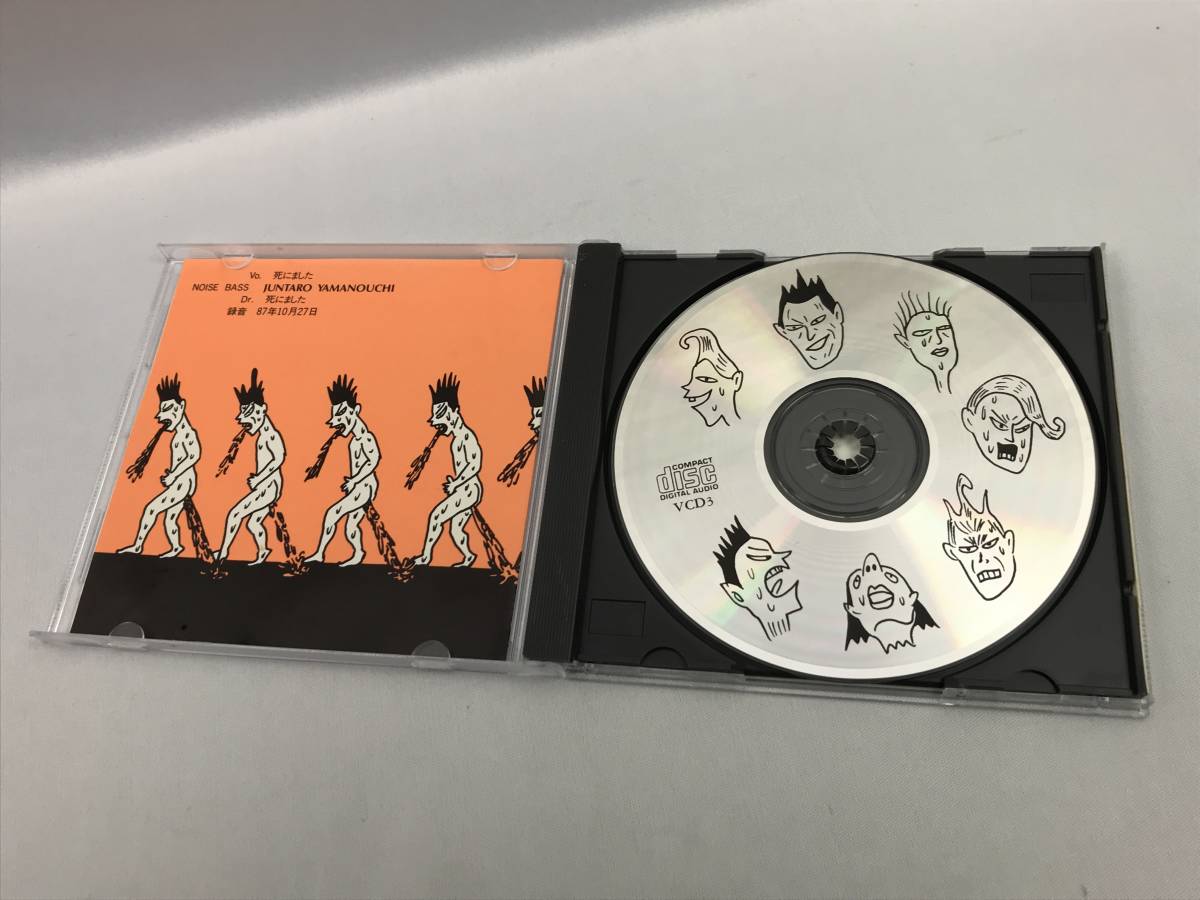 Vo. 死にました
NOISE BASS JUNTARO YAMANOUCHI
Dr. 死にました
録音 87年10月27日
COMPACT
disc
DIGITAL AUDIO
VCD3